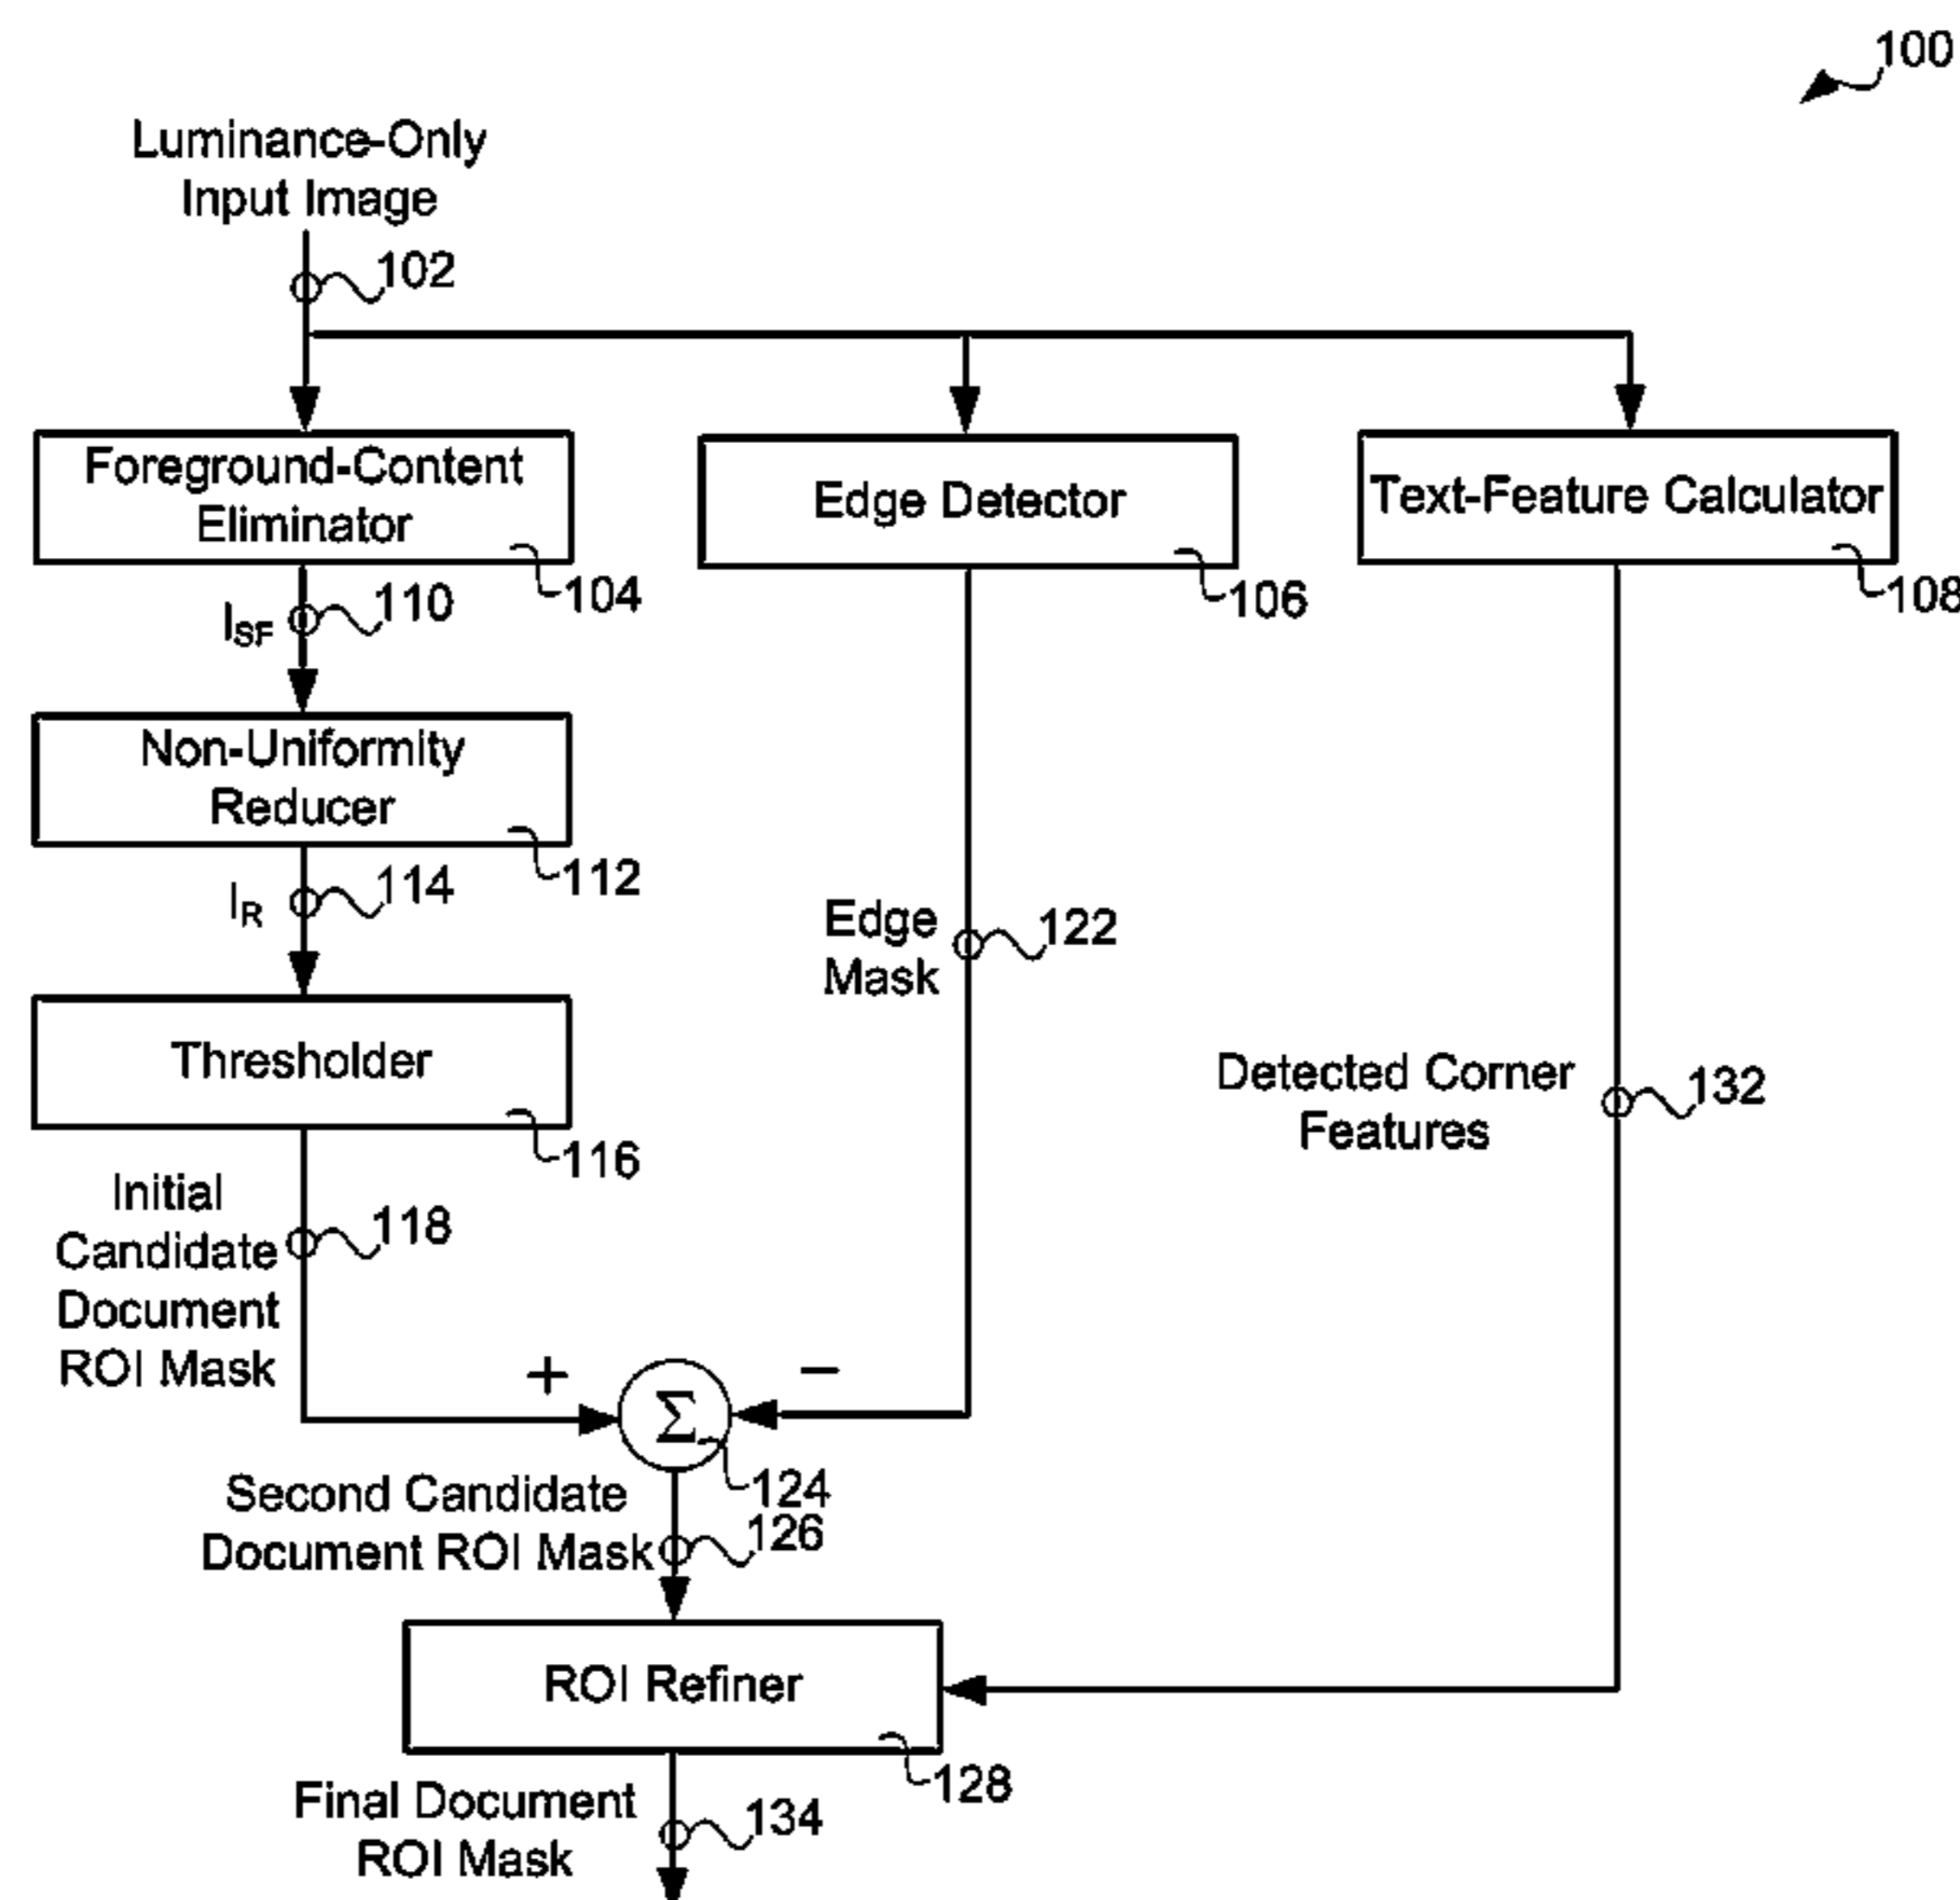 100
Luminance-Only
Input Image
102
Foreground-Content
Eliminator
104
Edge Detector
106
Text-Feature Calculator
108
I_SF
110
Non-Uniformity
Reducer
112
I_R
114
Edge
Mask
122
Thresholder
116
Detected Corner
Features
132
Initial
Candidate
Document
ROI Mask
118
+
−
Σ
124
Second Candidate
Document ROI Mask
126
ROI Refiner
128
Final Document
ROI Mask
134